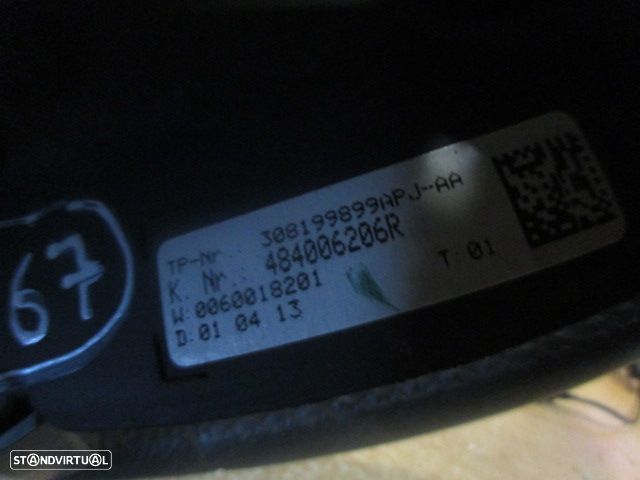 TP-Nr. 308199899APJ-AA
K. Nr.: 484006206R
W:0060018201 T:01
D:01 04 13
67
STANDVIRTUAL